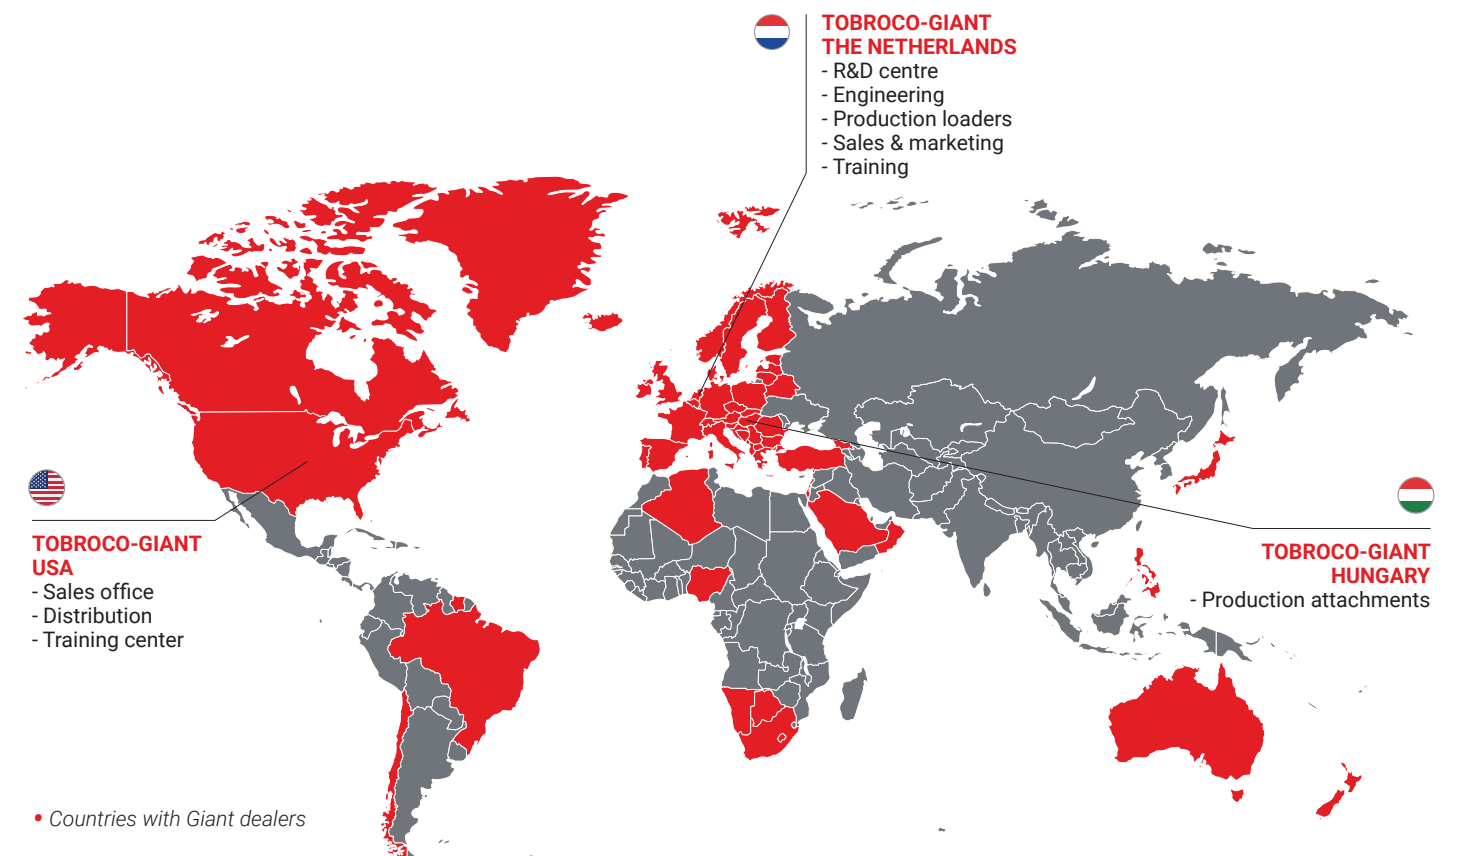 TOBROCO-GIANT
THE NETHERLANDS
- R&D centre
- Engineering
- Production loaders
- Sales & marketing
- Training
TOBROCO-GIANT
USA
- Sales office
- Distribution
- Training center
TOBROCO-GIANT
HUNGARY
- Production attachments
• Countries with Giant dealers